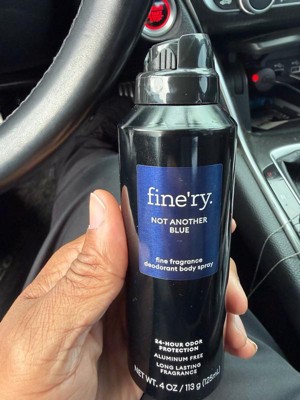 fine'ry.
NOT ANOTHER
BLUE
fine fragrance
deodorant body spray
24-HOUR ODOR
PROTECTION
ALUMINUM FREE
LONG LASTING
FRAGRANCE
NET WT. 4 OZ / 113 g (125mL)